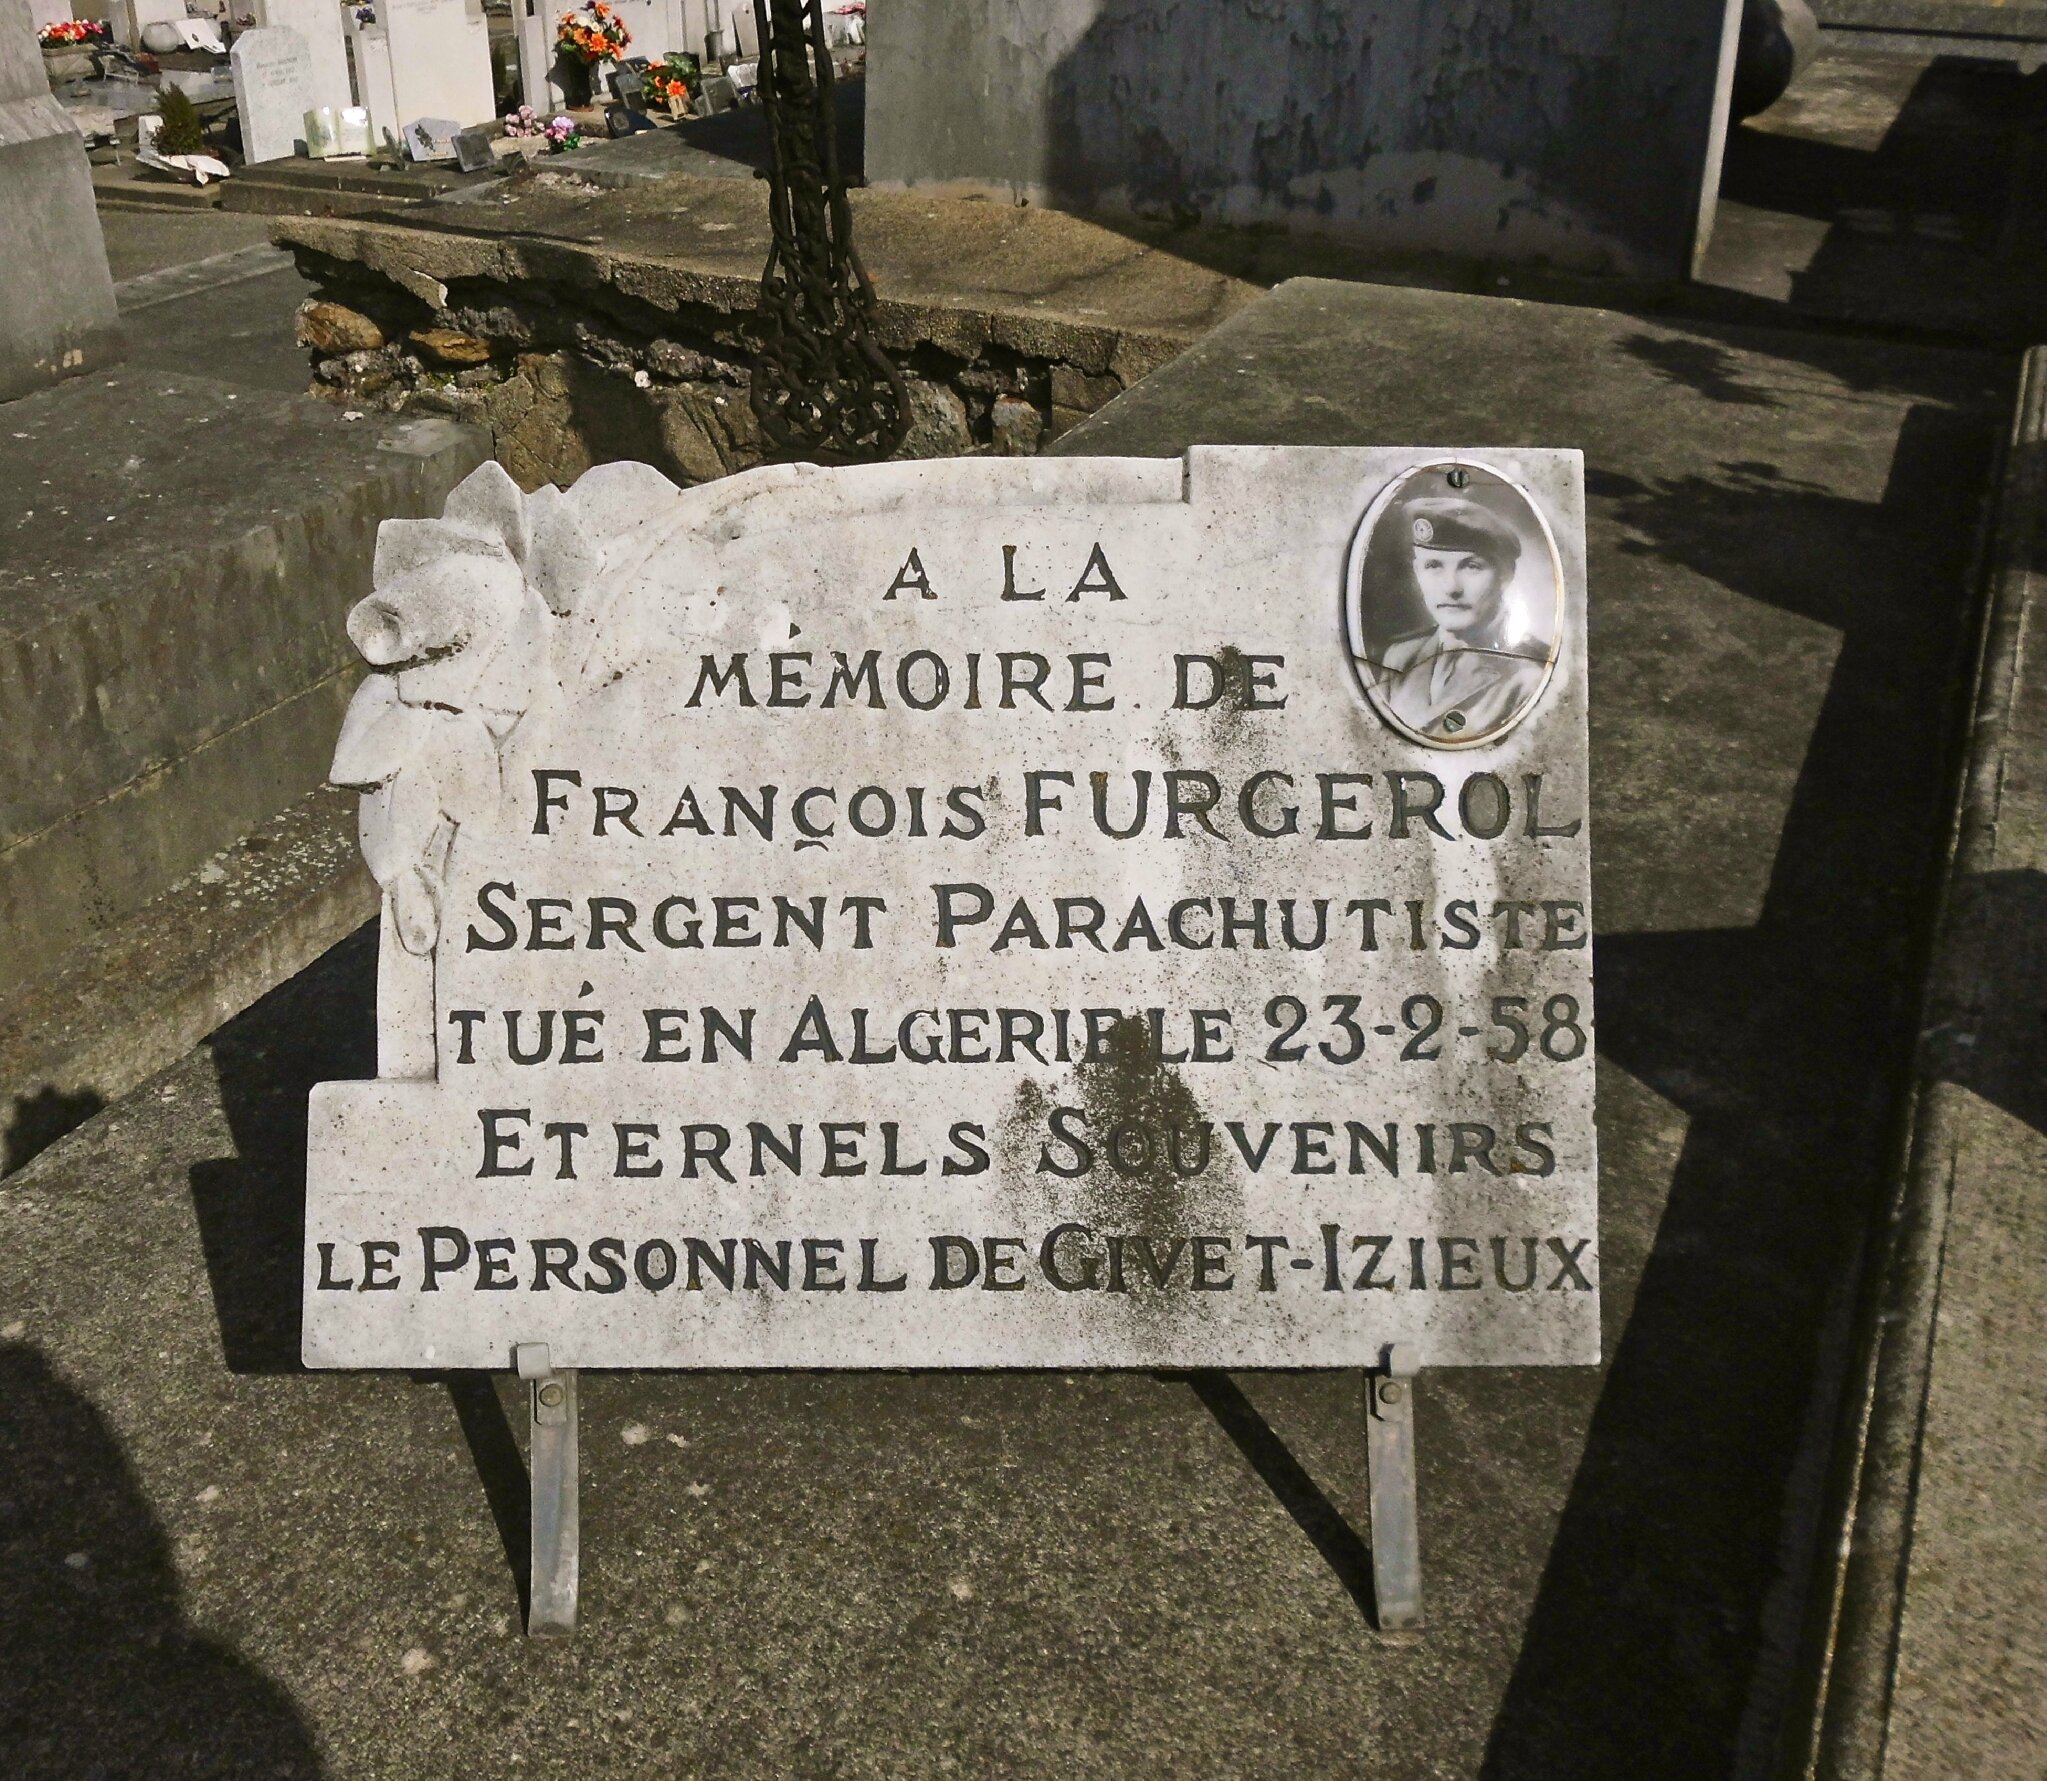 A LA
MÉMOIRE DE
FRANÇOIS FURGEROL
SERGENT PARACHUTISTE
TUÉ EN ALGERIE LE 23-2-58
ETERNELS SOUVENIRS
LE PERSONNEL DE GIVET-IZIEUX